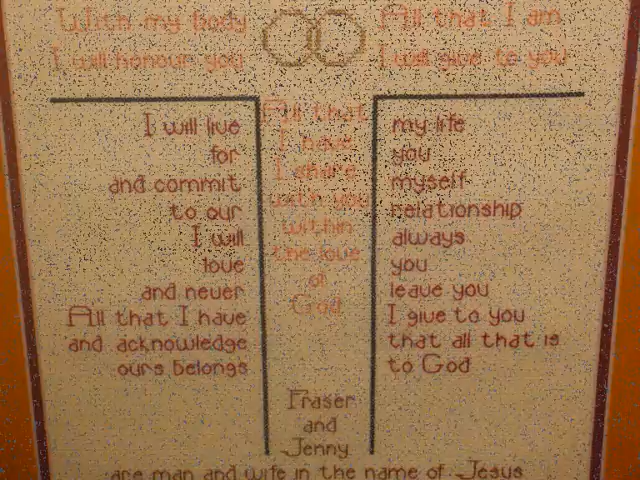 With my body All that I am
I will honour you I will give to you
All that
I have
I share
with you
within
the love
of
God
I will live my life
for you
and commit myself
to our relationship
I will always
love you
and never leave you
All that I have I give to you
and acknowledge that all that is
ours belongs to God
Fraser
and
Jenny
are man and wife in the name of Jesus